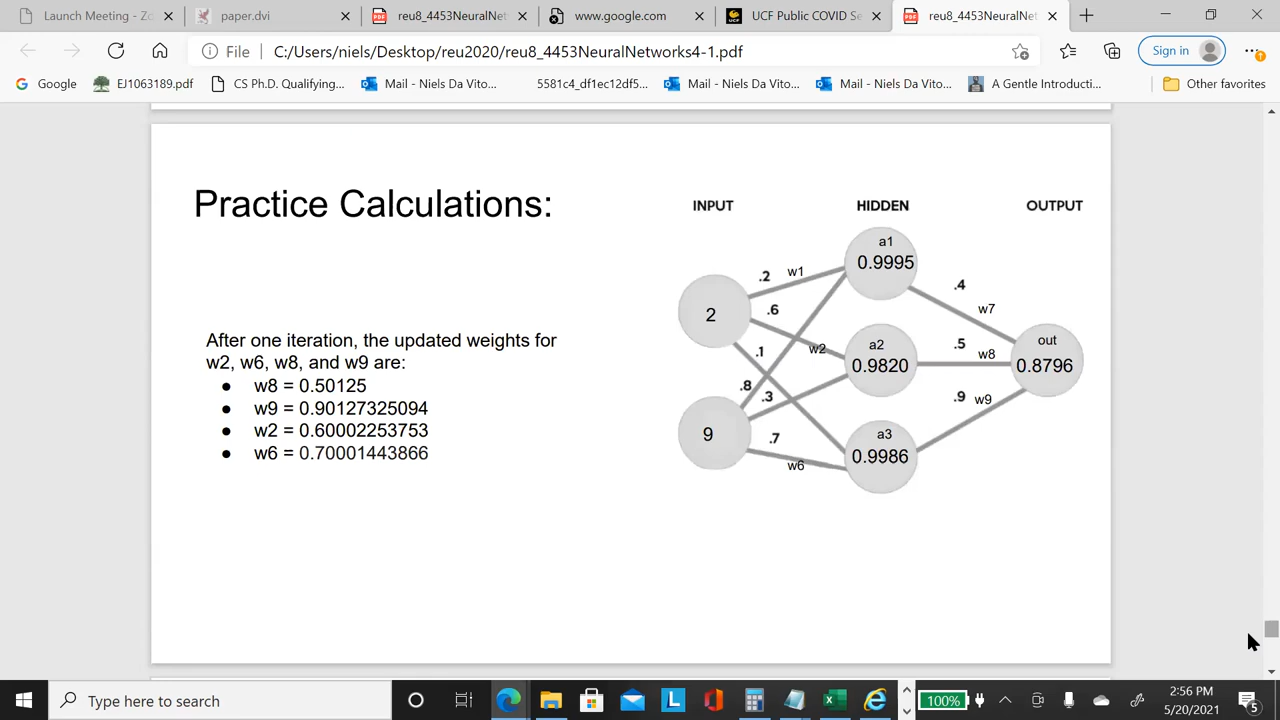 Launch Meeting - Zo
paper.dvi
reu8_4453NeuralNetw
www.google.com
UCF Public COVID Se
reu8_4453NeuralNet
File
C:/Users/niels/Desktop/reu2020/reu8_4453NeuralNetworks4-1.pdf
Sign in
Google
EJ1063189.pdf
CS Ph.D. Qualifying...
Mail - Niels Da Vito...
5581c4_df1ec12df5...
Mail - Niels Da Vito...
Mail - Niels Da Vito...
A Gentle Introducti...
Other favorites
Practice Calculations:
After one iteration, the updated weights for
w2, w6, w8, and w9 are:
● w8 = 0.50125
● w9 = 0.90127325094
● w2 = 0.60002253753
● w6 = 0.70001443866
INPUT
HIDDEN
OUTPUT
a1
0.9995
.2
w1
.4
2
.6
w7
w2
.1
a2
0.9820
.5
w8
out
0.8796
.8
.3
.9
w9
9
.7
w6
a3
0.9986
Type here to search
100%
2:56 PM
5/20/2021
5